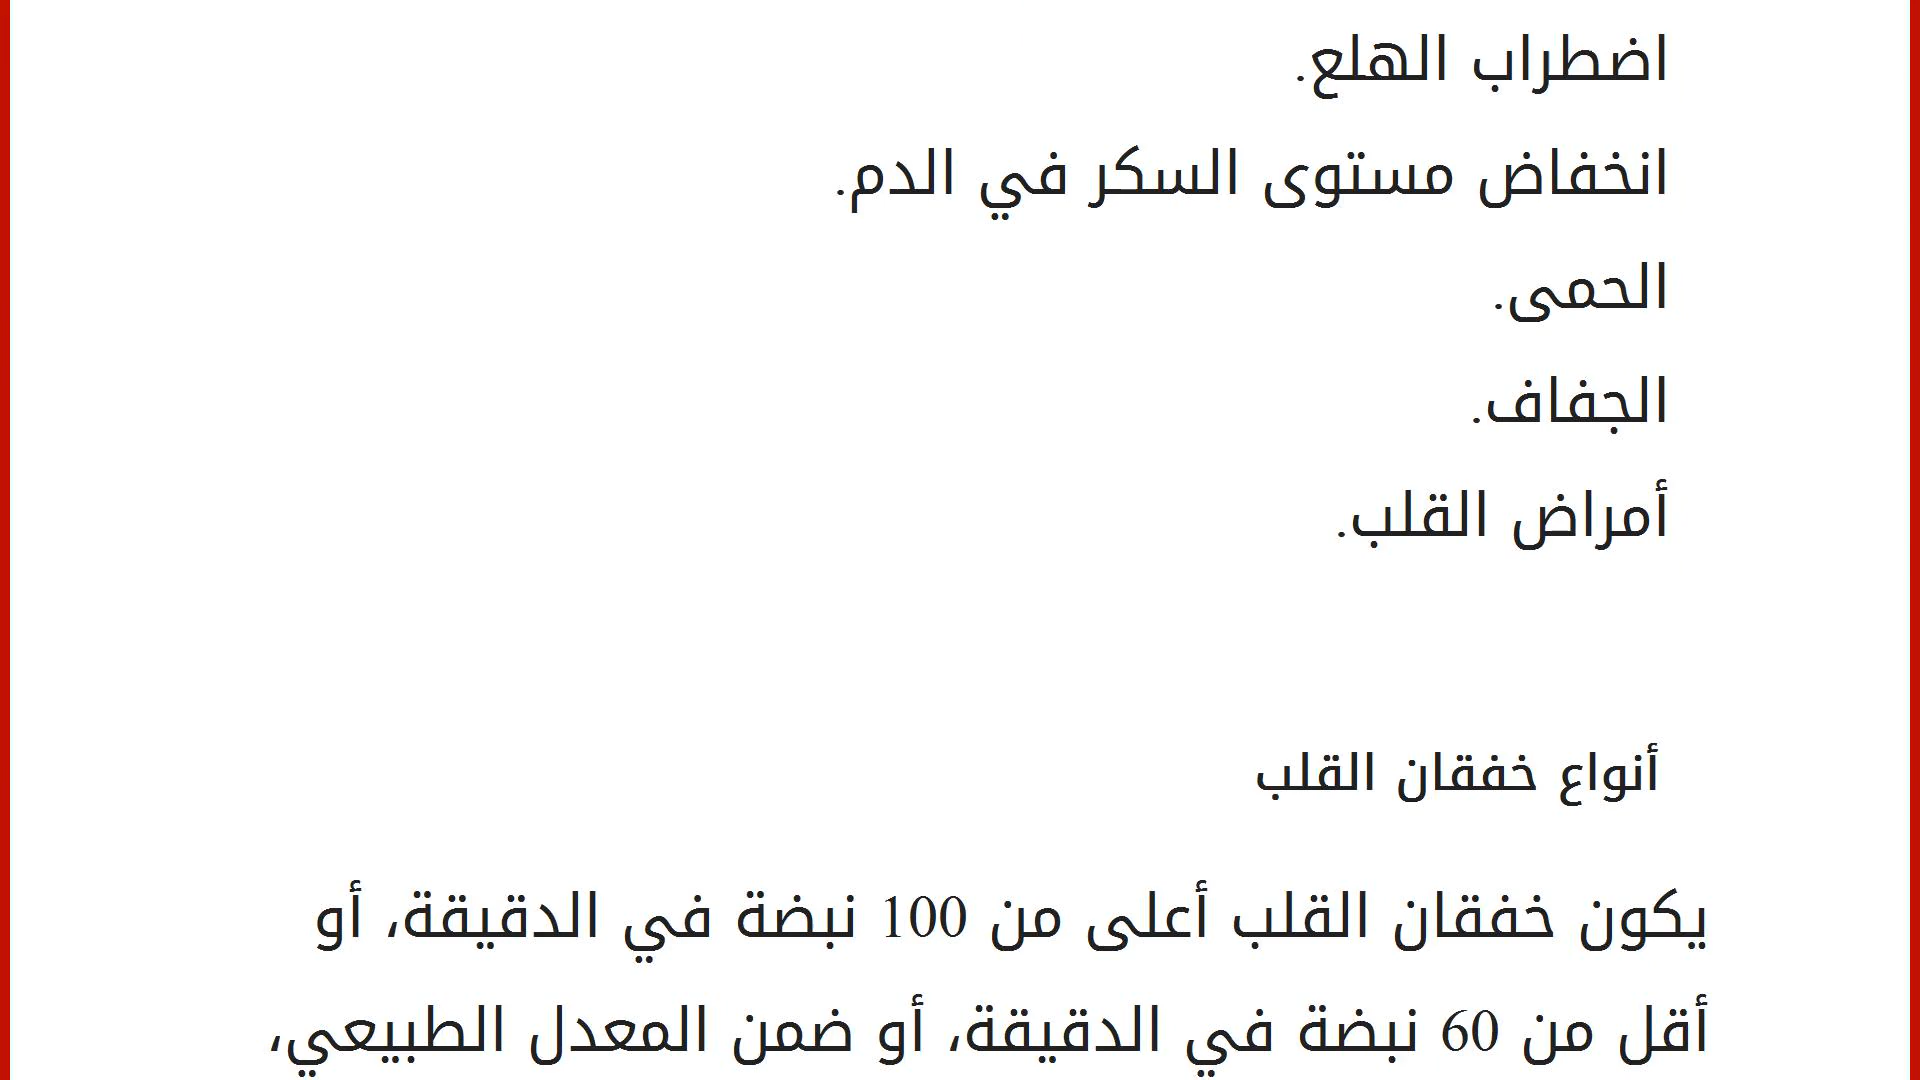 اضطراب الهلع.
انخفاض مستوى السكر في الدم.
الحمى.
الجفاف.
أمراض القلب.
أنواع خفقان القلب
يكون خفقان القلب أعلى من 100 نبضة في الدقيقة، أو
أقل من 60 نبضة في الدقيقة، أو ضمن المعدل الطبيعي،